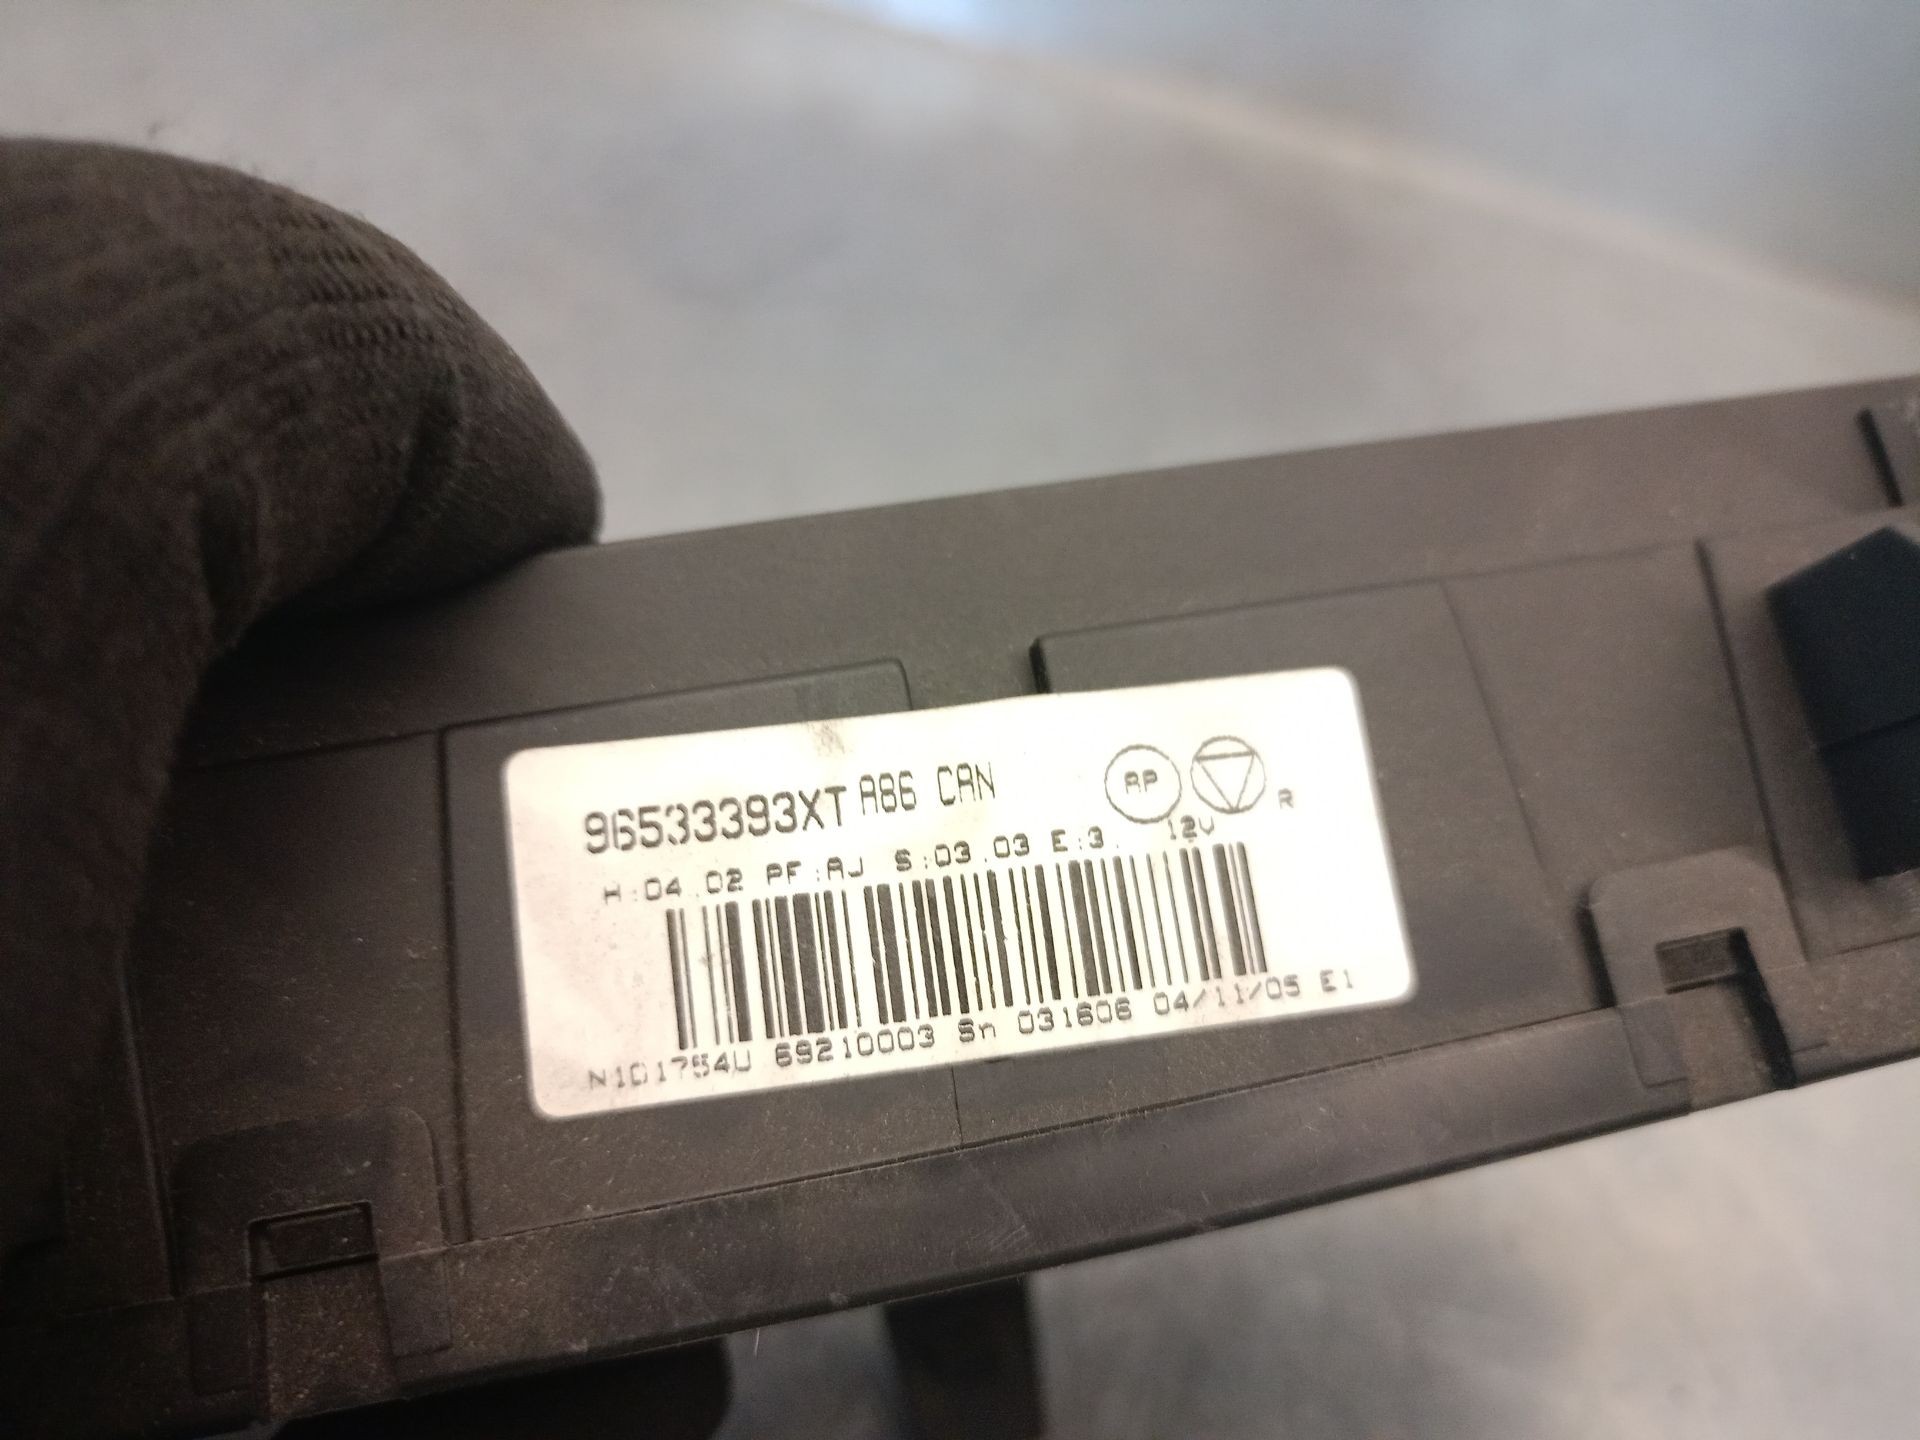 96533393XT A86 CAN AP R
H:04.02 PF:AJ S:03.03 E:3. 12V
N101754U 69210003 Sn 031606 04/11/05 E1